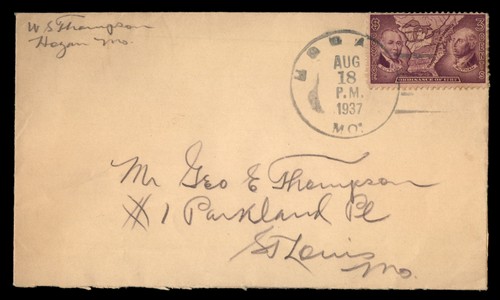 W S Thompson
Hogan Mo.
HOGAN
AUG
18
P.M.
1937
MO.
ORDINANCE OF 1787
Mr Geo E Thompson
#1 Parkland Pl
St Louis
Mo.